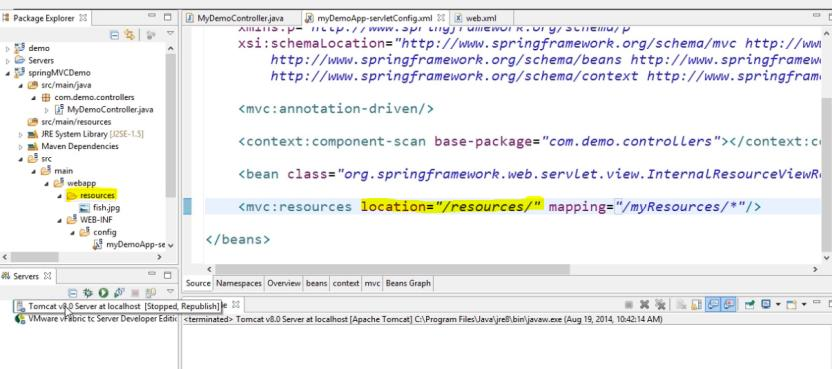 Package Explorer
demo
Servers
springMVCDemo
src/main/java
com.demo.controllers
MyDemoController.java
src/main/resources
JRE System Library [J2SE-1.5]
Maven Dependencies
src
main
webapp
resources
fish.jpg
WEB-INF
config
myDemoApp-se
MyDemoController.java
myDemoApp-servletConfig.xml
web.xml
xmlns:p="http://www.springframework.org/schema/p"
xsi:schemaLocation="http://www.springframework.org/schema/mvc http://www
http://www.springframework.org/schema/beans http://www.springfram
http://www.springframework.org/schema/context http://www.springfram
<mvc:annotation-driven/>
<context:component-scan base-package="com.demo.controllers"></context:co
<bean class="org.springframework.web.servlet.view.InternalResourceViewR
<mvc:resources location="/resources/" mapping="/myResources/*"/>
</beans>
Source Namespaces Overview beans context mvc Beans Graph
Servers
Tomcat v8.0 Server at localhost [Stopped, Republish]
VMware vFabric tc Server Developer Editic
<terminated> Tomcat v8.0 Server at localhost [Apache Tomcat] C:\Program Files\Java\jre8\bin\javaw.exe (Aug 19, 2014, 10:42:14 AM)